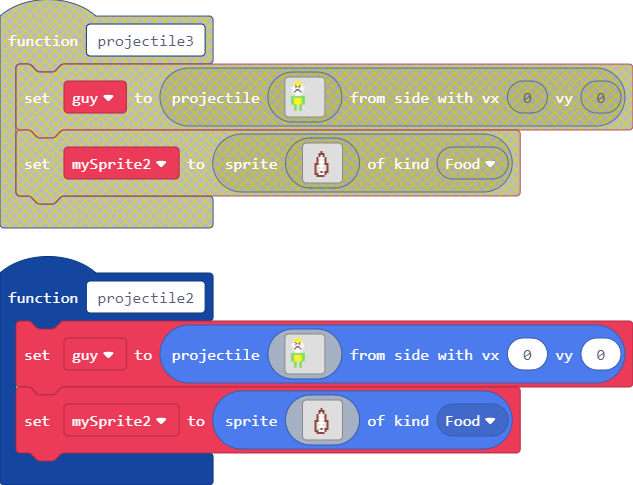 function projectile3
set guy to projectile from side with vx 0 vy 0
set mySprite2 to sprite of kind Food
function projectile2
set guy to projectile from side with vx 0 vy 0
set mySprite2 to sprite of kind Food